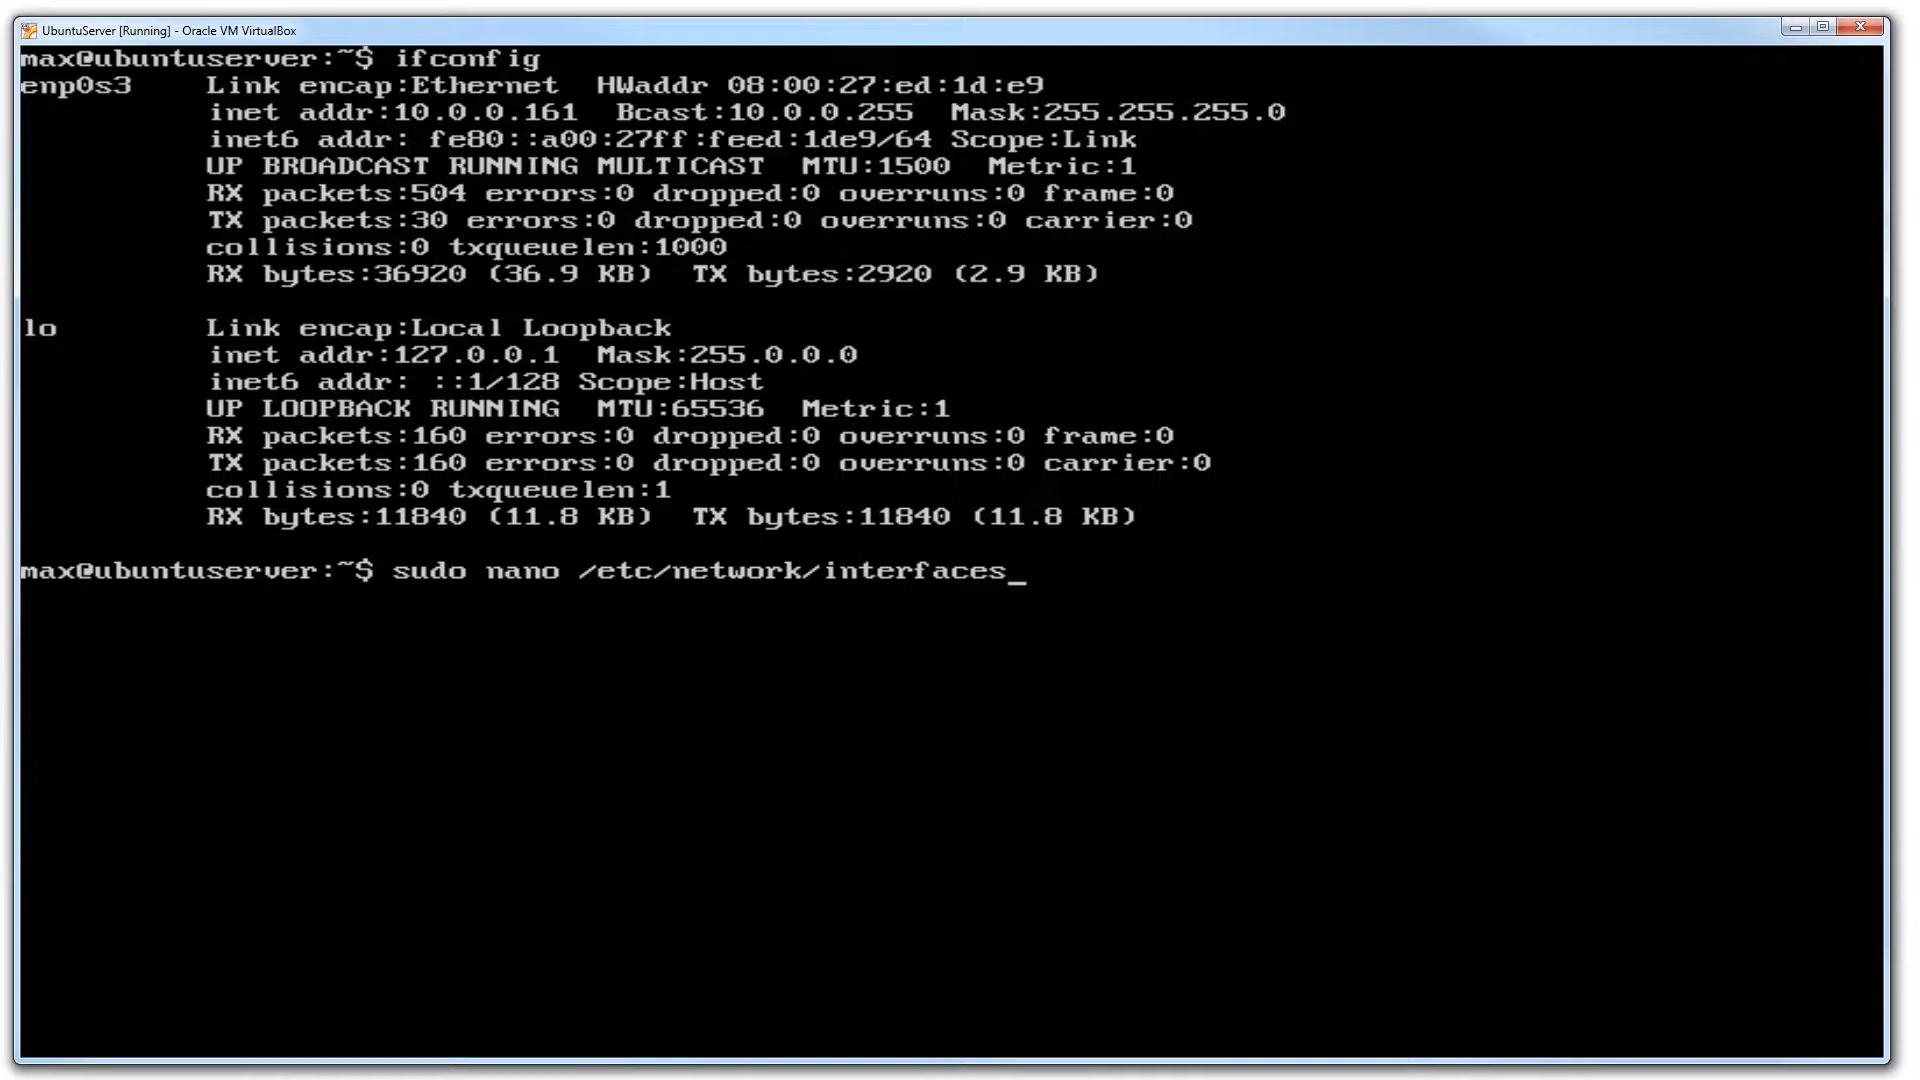 UbuntuServer [Running] - Oracle VM VirtualBox
max@ubuntuserver:~$ ifconfig
enp0s3    Link encap:Ethernet  HWaddr 08:00:27:ed:1d:e9
          inet addr:10.0.0.161  Bcast:10.0.0.255  Mask:255.255.255.0
          inet6 addr: fe80::a00:27ff:feed:1de9/64 Scope:Link
          UP BROADCAST RUNNING MULTICAST  MTU:1500  Metric:1
          RX packets:504 errors:0 dropped:0 overruns:0 frame:0
          TX packets:30 errors:0 dropped:0 overruns:0 carrier:0
          collisions:0 txqueuelen:1000
          RX bytes:36920 (36.9 KB)  TX bytes:2920 (2.9 KB)
lo        Link encap:Local Loopback
          inet addr:127.0.0.1  Mask:255.0.0.0
          inet6 addr: ::1/128 Scope:Host
          UP LOOPBACK RUNNING  MTU:65536  Metric:1
          RX packets:160 errors:0 dropped:0 overruns:0 frame:0
          TX packets:160 errors:0 dropped:0 overruns:0 carrier:0
          collisions:0 txqueuelen:1
          RX bytes:11840 (11.8 KB)  TX bytes:11840 (11.8 KB)
max@ubuntuserver:~$ sudo nano /etc/network/interfaces_